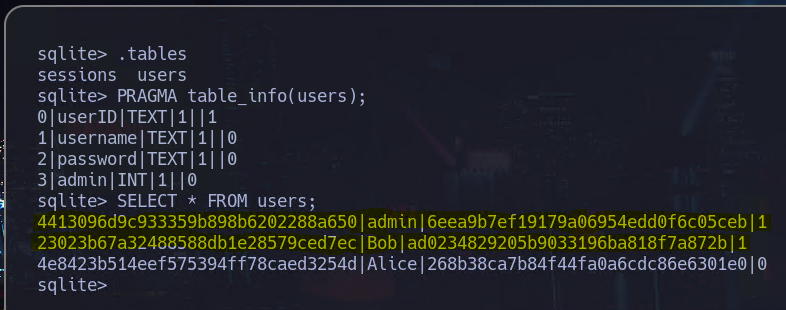 sqlite> .tables
sessions  users
sqlite> PRAGMA table_info(users);
0|userID|TEXT|1||1
1|username|TEXT|1||0
2|password|TEXT|1||0
3|admin|INT|1||0
sqlite> SELECT * FROM users;
4413096d9c933359b898b6202288a650|admin|6eea9b7ef19179a06954edd0f6c05ceb|1
23023b67a32488588db1e28579ced7ec|Bob|ad0234829205b9033196ba818f7a872b|1
4e8423b514eef575394ff78caed3254d|Alice|268b38ca7b84f44fa0a6cdc86e6301e0|0
sqlite>